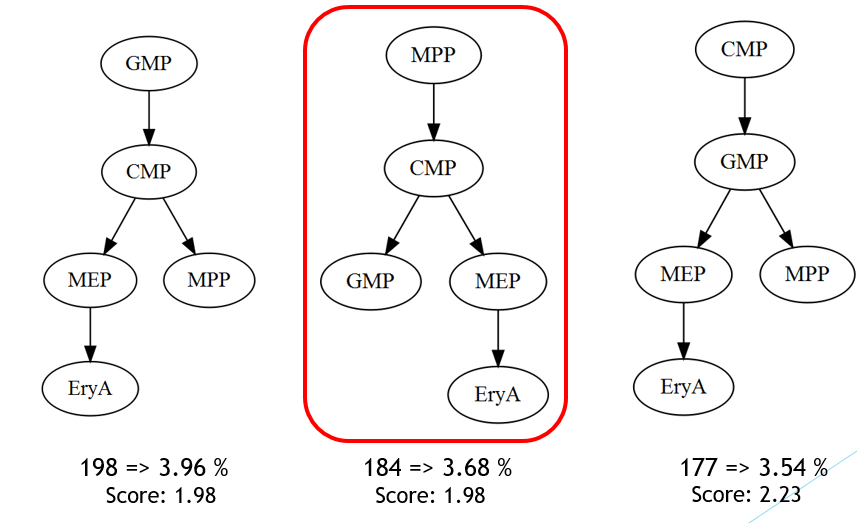 GMP
CMP
MEP MPP
EryA
198 => 3.96 %
Score: 1.98
MPP
CMP
GMP MEP
EryA
184 => 3.68 %
Score: 1.98
CMP
GMP
MEP MPP
EryA
177 => 3.54 %
Score: 2.23